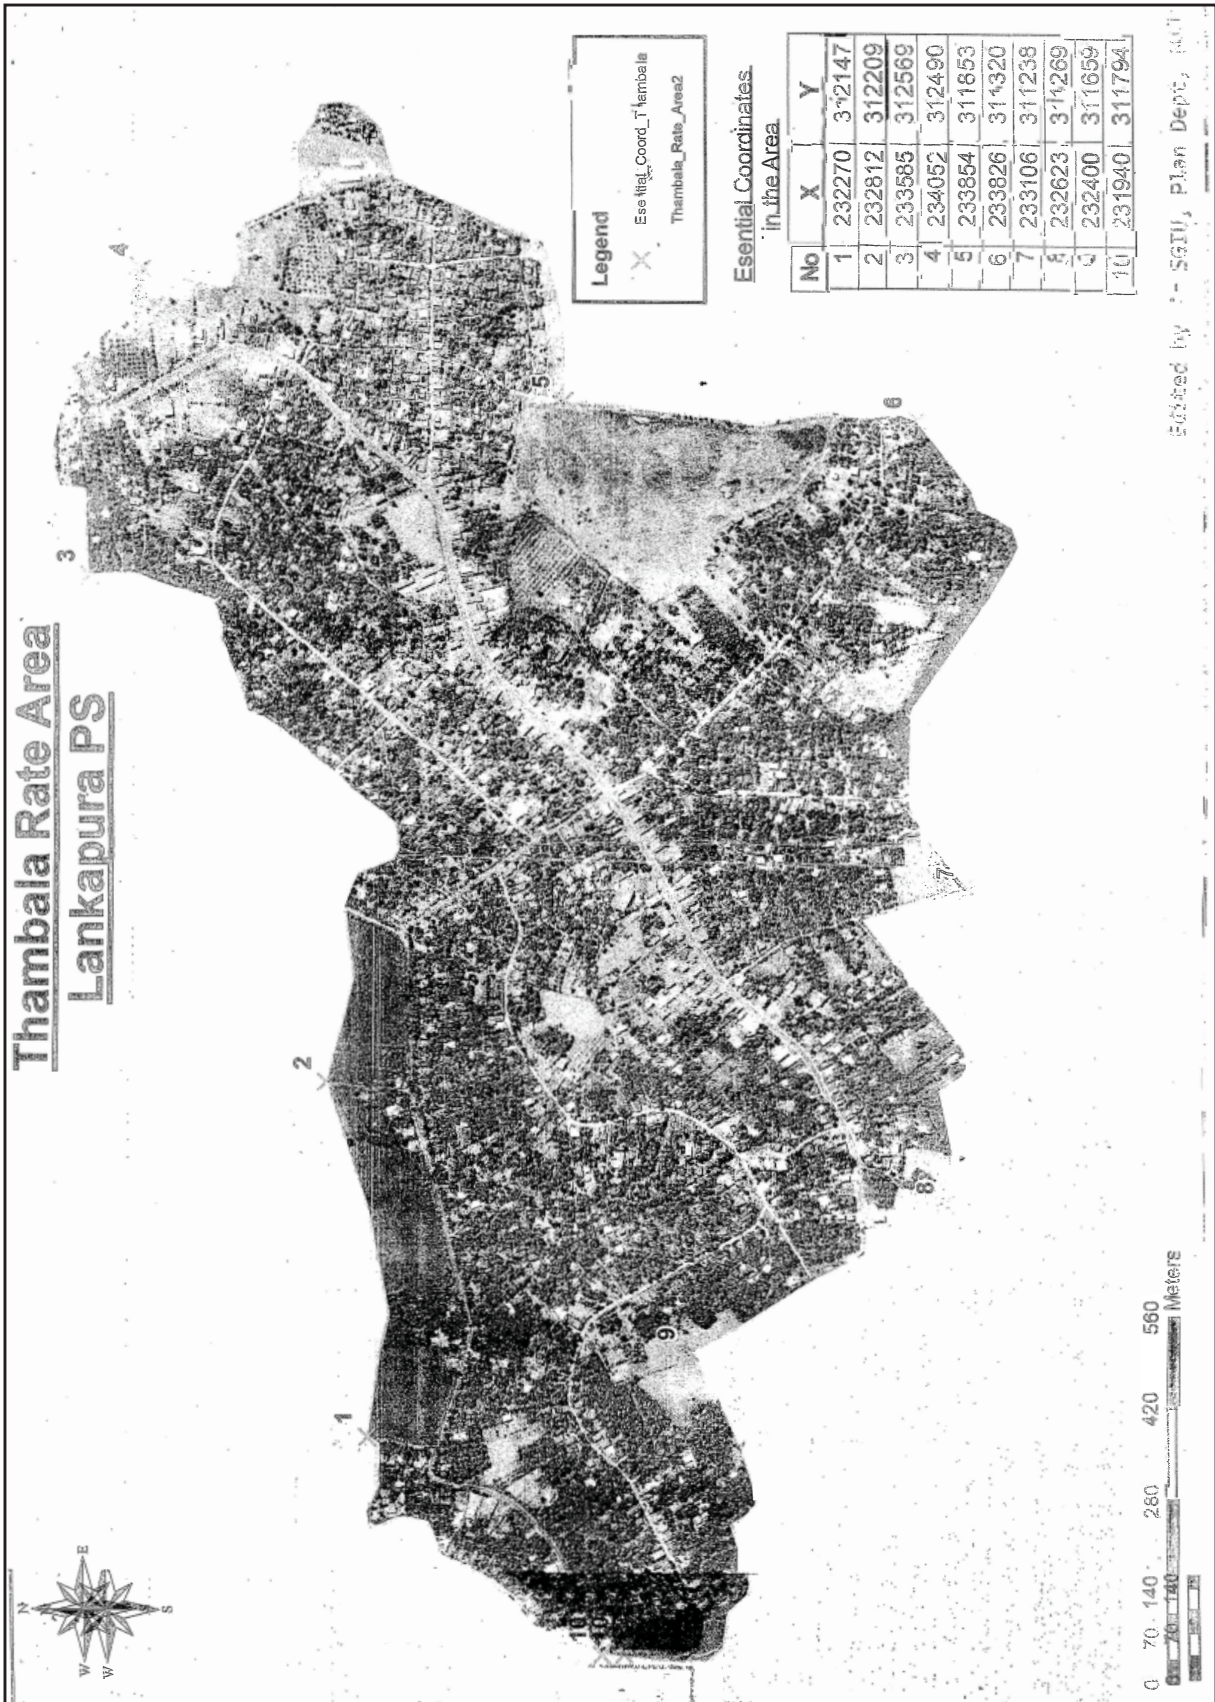 Thambala Rate Area
Lankapura PS
N
E
S
W
W
1
2
3
4
5
6
7
8
9
10
Legend
Thambala_Rate_Area2
Esential Coordinates
in the Area
No X Y
1 232270 312147
2 232812 312209
3 233585 312569
4 234052 312490
5 233854 311853
6 233826 311320
7 233106 311238
8 232623 311269
9 232400 311659
10 231940 311794
0 70 140 280 420 560
Meters
edited by :- SGIU, Plan Dept,